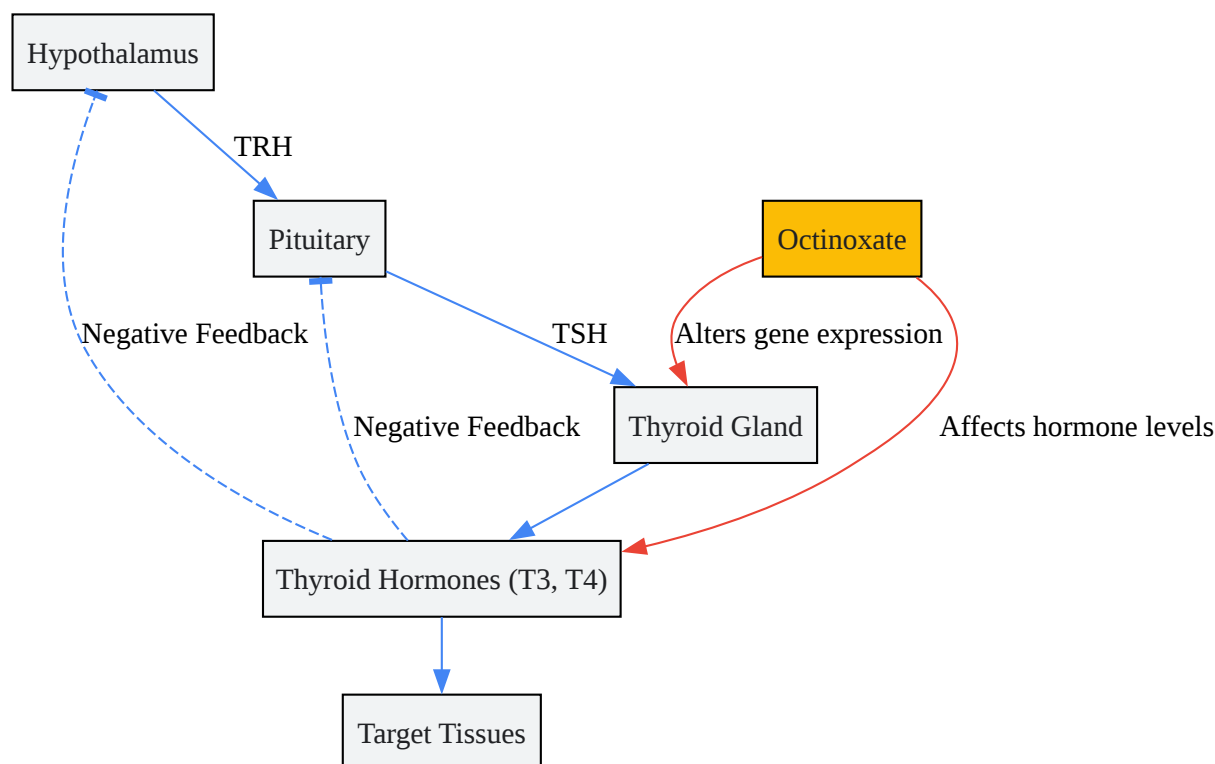 Hypothalamus
TRH
Pituitary
Octinoxate
Negative Feedback
TSH
Alters gene expression
Negative Feedback
Thyroid Gland
Affects hormone levels
Thyroid Hormones (T3, T4)
Target Tissues